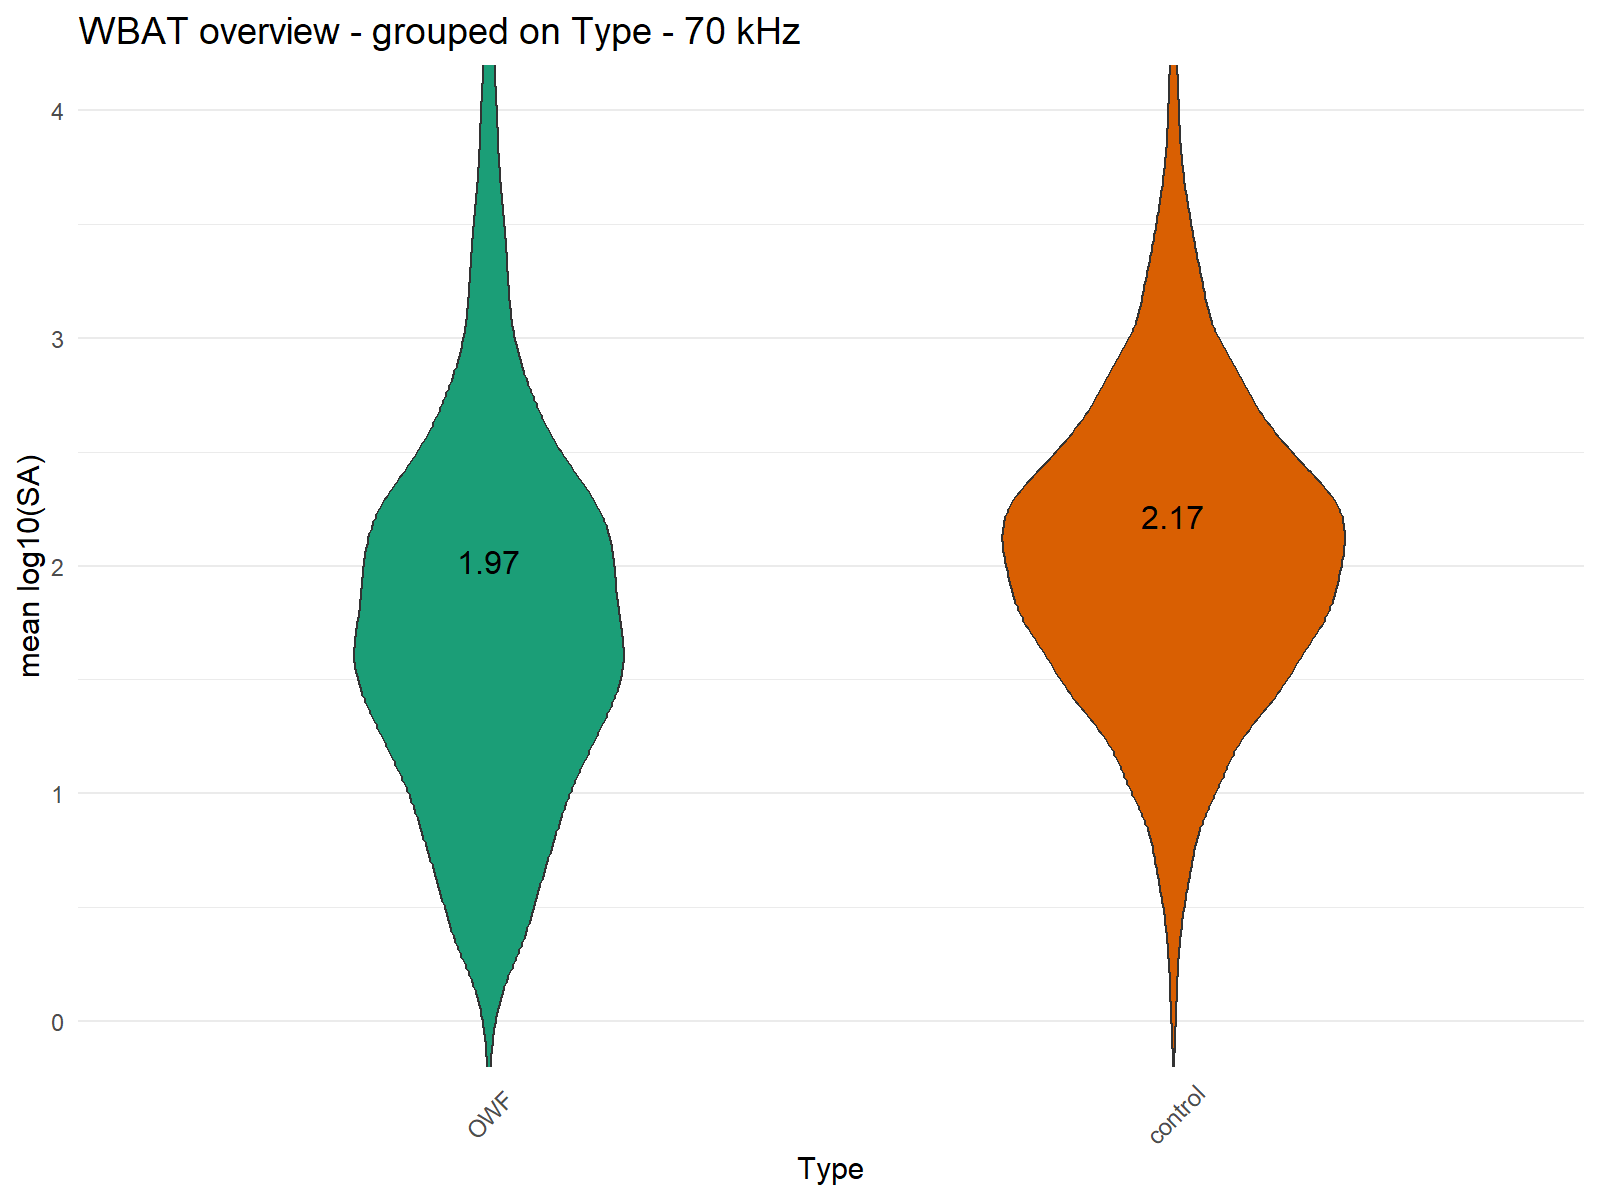 WBAT overview - grouped on Type - 70 kHz
mean log10(SA)
4
3
2
1
0
1.97
2.17
OWF
control
Type